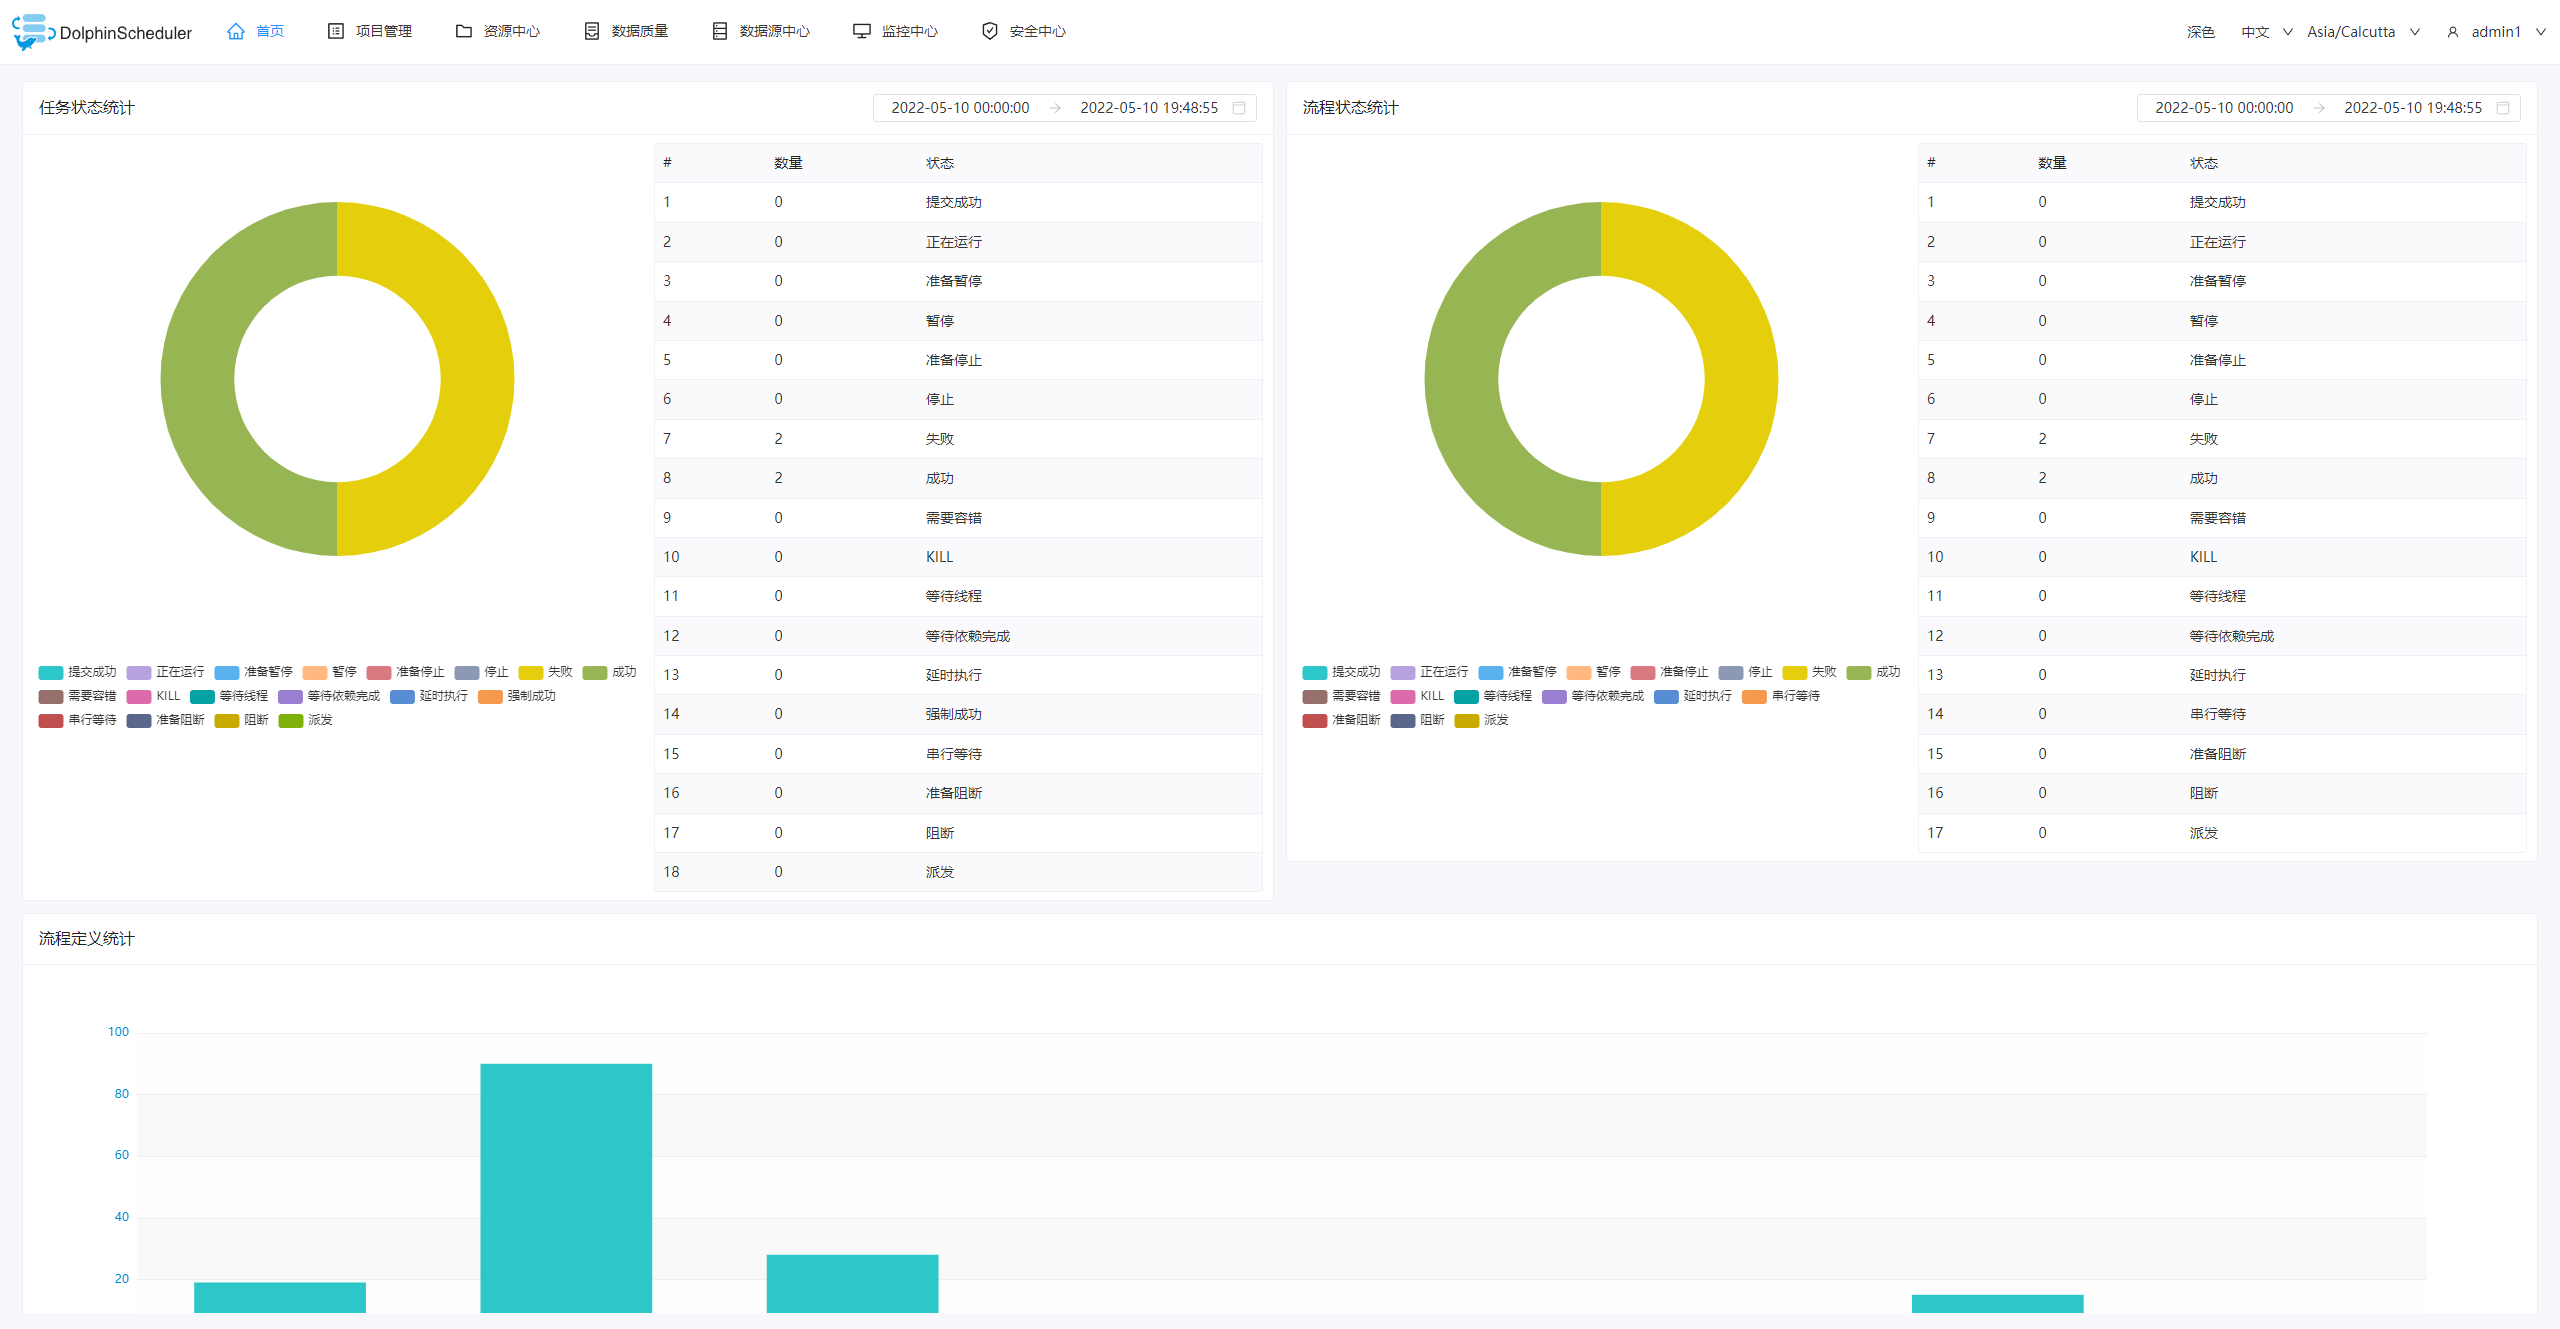 DolphinScheduler 首页 项目管理 资源中心 数据质量 数据源中心 监控中心 安全中心 深色 中文 Asia/Calcutta admin1
任务状态统计 2022-05-10 00:00:00 → 2022-05-10 19:48:55
# 数量 状态
1 0 提交成功
2 0 正在运行
3 0 准备暂停
4 0 暂停
5 0 准备停止
6 0 停止
7 2 失败
8 2 成功
9 0 需要容错
10 0 KILL
11 0 等待线程
12 0 等待依赖完成
13 0 延时执行
14 0 强制成功
15 0 串行等待
16 0 准备阻断
17 0 阻断
18 0 派发
提交成功 正在运行 准备暂停 暂停 准备停止 停止 失败 成功
需要容错 KILL 等待线程 等待依赖完成 延时执行 强制成功
串行等待 准备阻断 阻断 派发
流程状态统计 2022-05-10 00:00:00 → 2022-05-10 19:48:55
# 数量 状态
1 0 提交成功
2 0 正在运行
3 0 准备暂停
4 0 暂停
5 0 准备停止
6 0 停止
7 2 失败
8 2 成功
9 0 需要容错
10 0 KILL
11 0 等待线程
12 0 等待依赖完成
13 0 延时执行
14 0 串行等待
15 0 准备阻断
16 0 阻断
17 0 派发
提交成功 正在运行 准备暂停 暂停 准备停止 停止 失败 成功
需要容错 KILL 等待线程 等待依赖完成 延时执行 串行等待
准备阻断 阻断 派发
流程定义统计
100
80
60
40
20